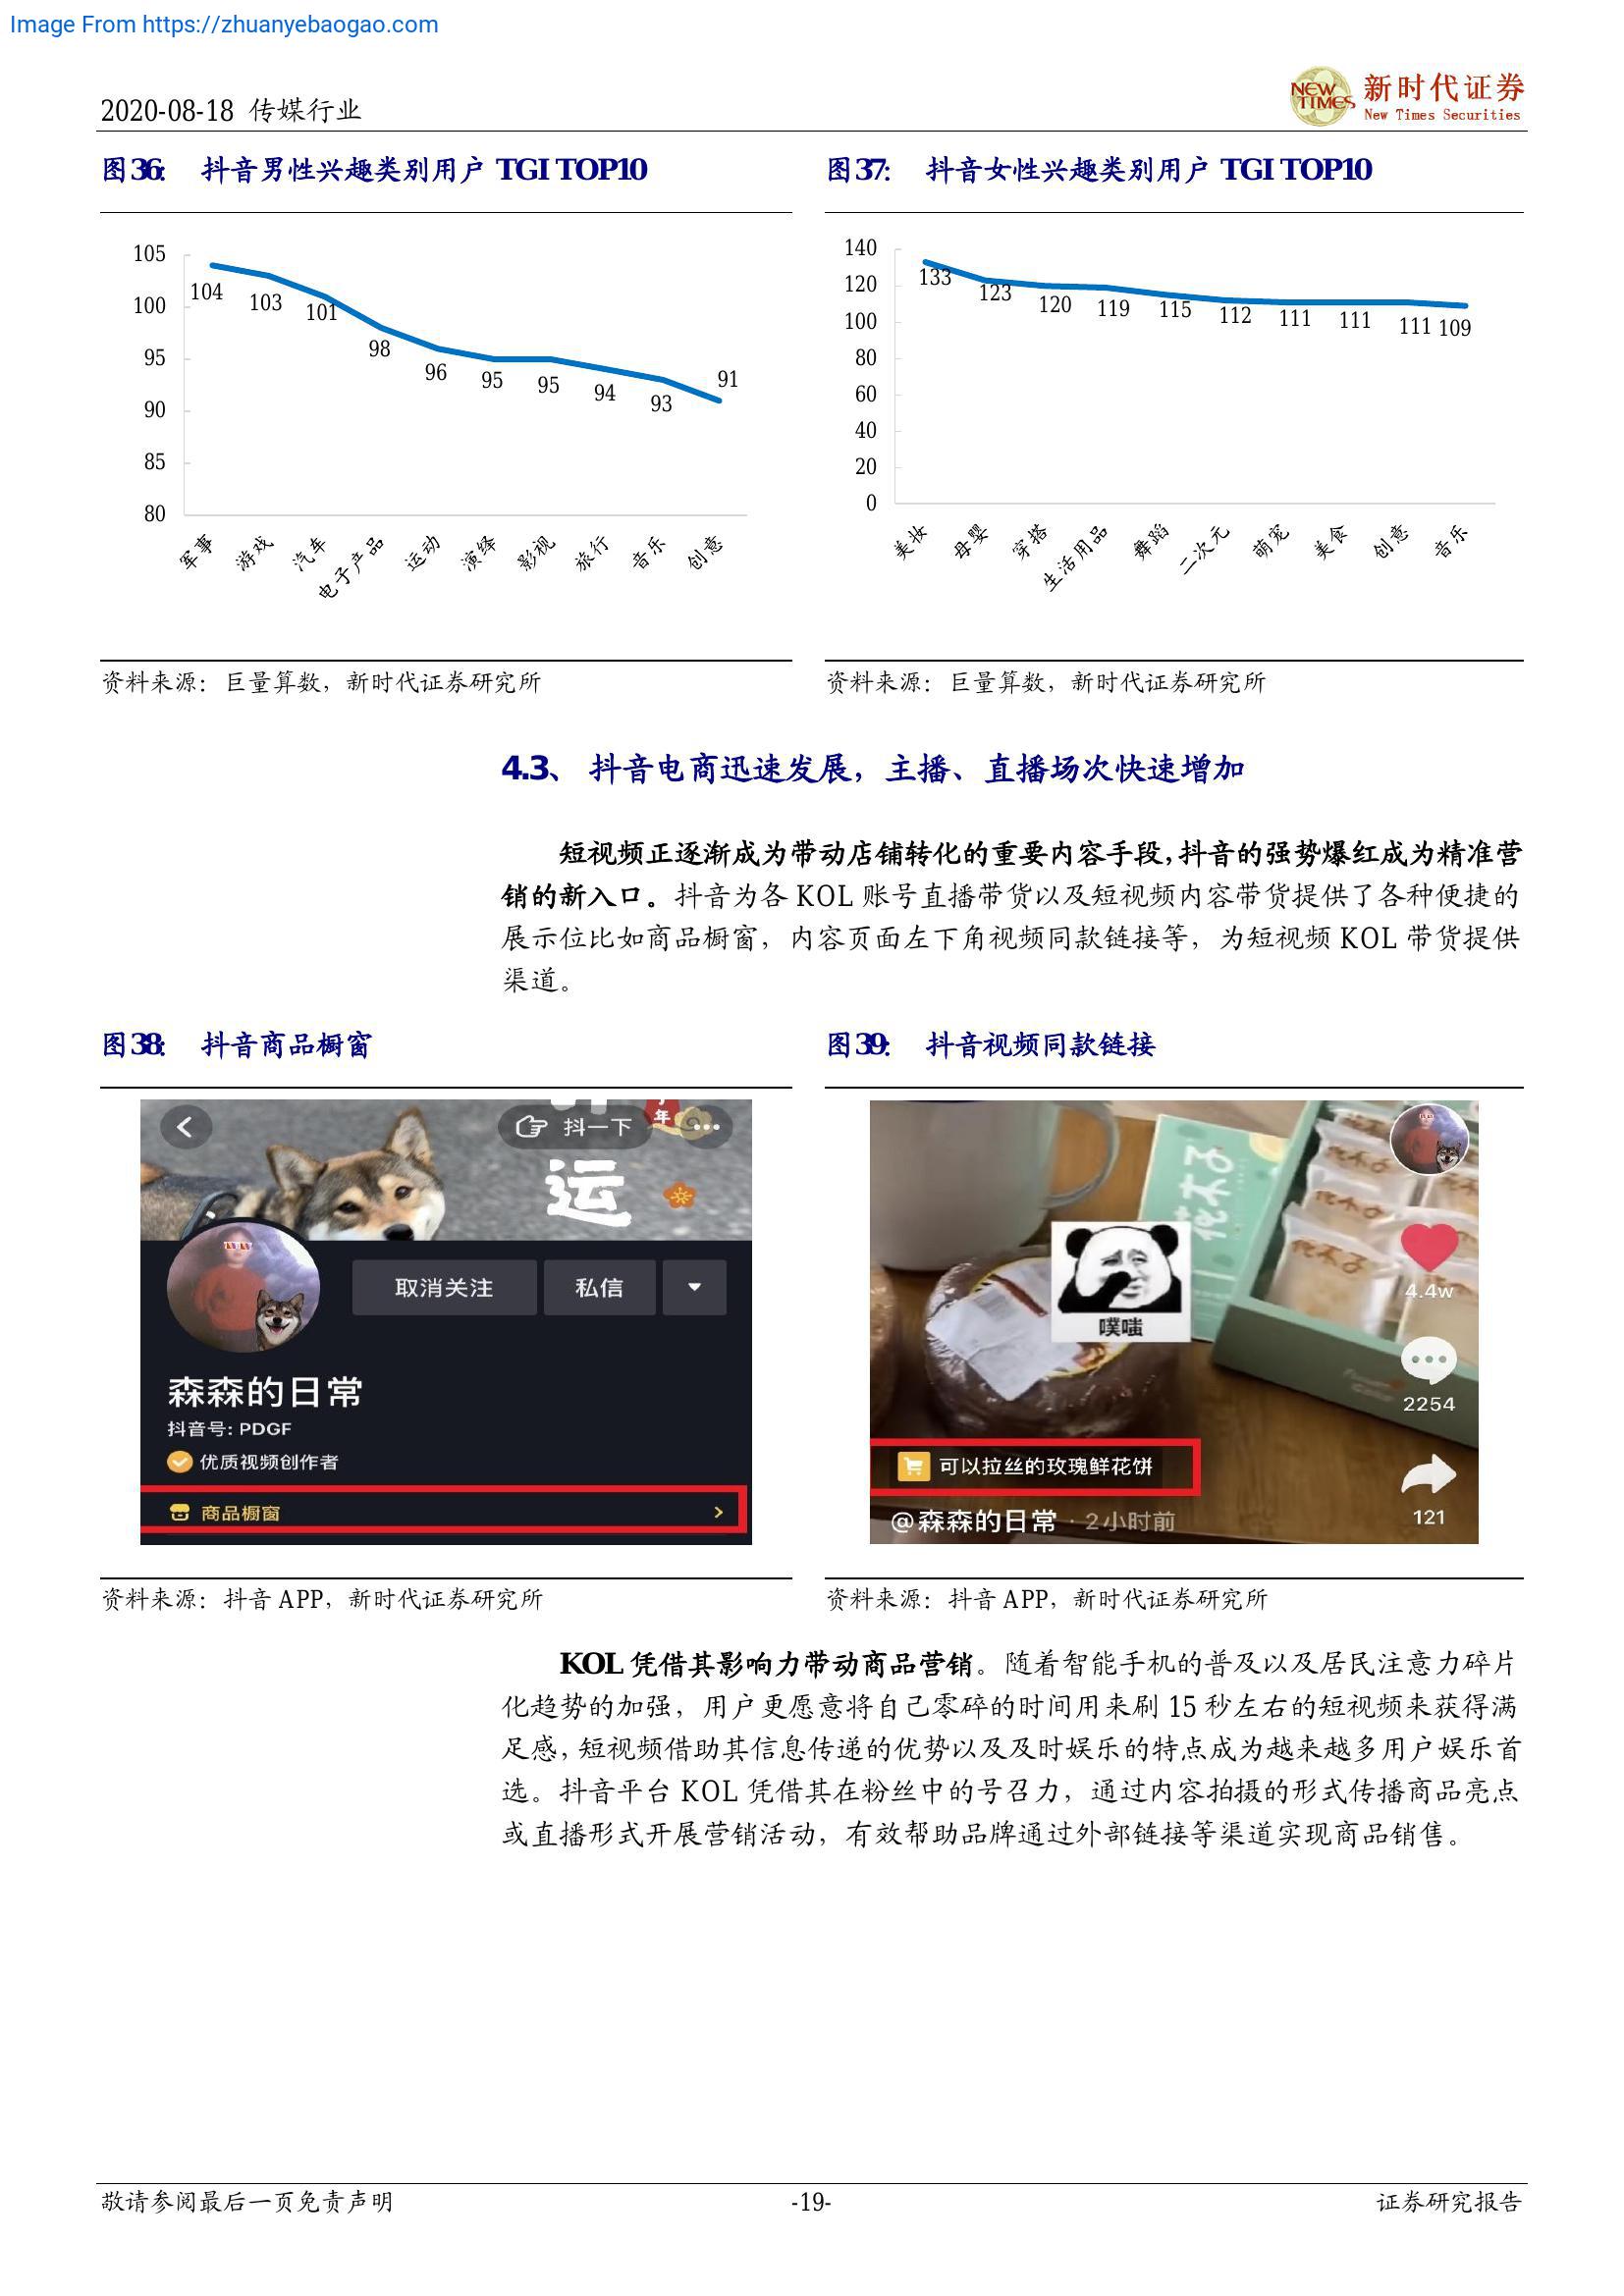 Image From https://zhuanyebaogao.com
2020-08-18 传媒行业
NEW TIMES
新时代证券
New Times Securities
图36： 抖音男性兴趣类别用户 TGI TOP10
105
100
95
90
85
80
104
103
101
98
96
95
95
94
93
91
军事
游戏
汽车
电子产品
运动
演绎
影视
旅行
音乐
创意
资料来源：巨量算数，新时代证券研究所
图37： 抖音女性兴趣类别用户 TGI TOP10
140
120
100
80
60
40
20
0
133
123
120
119
115
112
111
111
111
109
美妆
母婴
穿搭
生活用品
舞蹈
二次元
萌宠
美食
创意
音乐
资料来源：巨量算数，新时代证券研究所
4.3、 抖音电商迅速发展，主播、直播场次快速增加
短视频正逐渐成为带动店铺转化的重要内容手段，抖音的强势爆红成为精准营
销的新入口。抖音为各 KOL 账号直播带货以及短视频内容带货提供了各种便捷的
展示位比如商品橱窗，内容页面左下角视频同款链接等，为短视频 KOL 带货提供
渠道。
图38： 抖音商品橱窗
抖一下
年
运
取消关注
私信
森森的日常
抖音号: PDGF
优质视频创作者
商品橱窗
资料来源：抖音 APP，新时代证券研究所
图39： 抖音视频同款链接
噗嗤
4.4w
2254
121
可以拉丝的玫瑰鲜花饼
@森森的日常 · 2小时前
资料来源：抖音 APP，新时代证券研究所
KOL 凭借其影响力带动商品营销。随着智能手机的普及以及居民注意力碎片
化趋势的加强，用户更愿意将自己零碎的时间用来刷 15 秒左右的短视频来获得满
足感，短视频借助其信息传递的优势以及及时娱乐的特点成为越来越多用户娱乐首
选。抖音平台 KOL 凭借其在粉丝中的号召力，通过内容拍摄的形式传播商品亮点
或直播形式开展营销活动，有效帮助品牌通过外部链接等渠道实现商品销售。
敬请参阅最后一页免责声明
-19-
证券研究报告